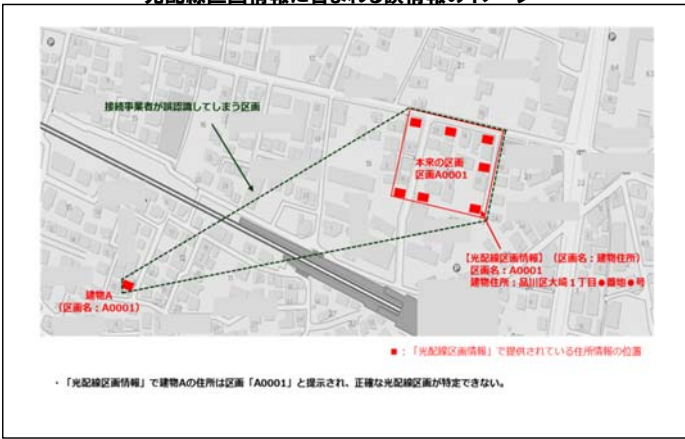 接続事業者が誤認識してしまう区画
本来の区画
区画A0001
【光配線区画情報】(区画名:建物住所)
区画名:A0001
建物住所:品川区大崎1丁目●番地●号
建物A
(区画名:A0001)
■:「光配線区画情報」で提供されている住所情報の位置
・「光配線区画情報」で建物Aの住所は区画「A0001」と提示され、正確な光配線区画が特定できない。